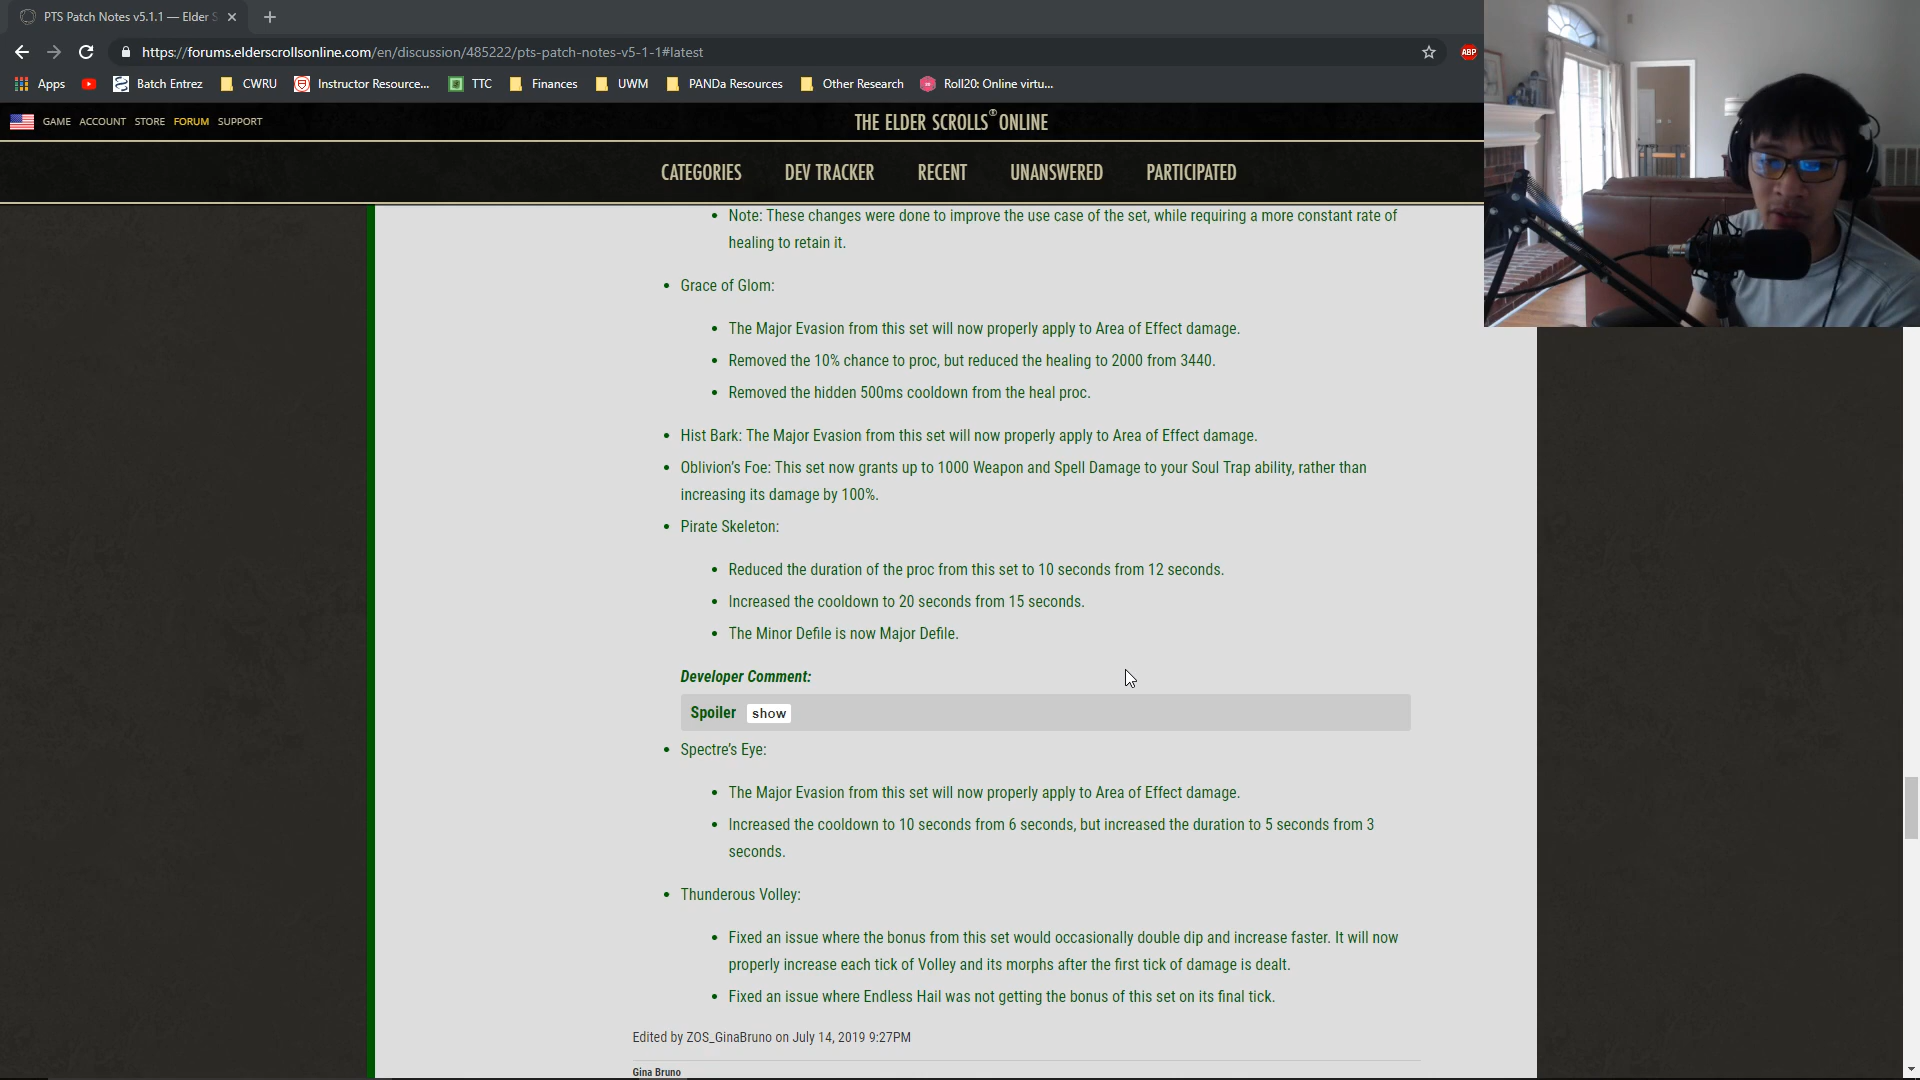 PTS Patch Notes v5.1.1 — Elder S
https://forums.elderscrollsonline.com/en/discussion/485222/pts-patch-notes-v5-1-1#latest
ABP
Apps Batch Entrez CWRU Instructor Resource... TTC Finances UWM PANDa Resources Other Research Roll20: Online virtu...
GAME ACCOUNT STORE FORUM SUPPORT
THE ELDER SCROLLS® ONLINE
CATEGORIES DEV TRACKER RECENT UNANSWERED PARTICIPATED
• Note: These changes were done to improve the use case of the set, while requiring a more constant rate of
healing to retain it.
• Grace of Glom:
• The Major Evasion from this set will now properly apply to Area of Effect damage.
• Removed the 10% chance to proc, but reduced the healing to 2000 from 3440.
• Removed the hidden 500ms cooldown from the heal proc.
• Hist Bark: The Major Evasion from this set will now properly apply to Area of Effect damage.
• Oblivion's Foe: This set now grants up to 1000 Weapon and Spell Damage to your Soul Trap ability, rather than
increasing its damage by 100%.
• Pirate Skeleton:
• Reduced the duration of the proc from this set to 10 seconds from 12 seconds.
• Increased the cooldown to 20 seconds from 15 seconds.
• The Minor Defile is now Major Defile.
Developer Comment:
Spoiler show
• Spectre's Eye:
• The Major Evasion from this set will now properly apply to Area of Effect damage.
• Increased the cooldown to 10 seconds from 6 seconds, but increased the duration to 5 seconds from 3
seconds.
• Thunderous Volley:
• Fixed an issue where the bonus from this set would occasionally double dip and increase faster. It will now
properly increase each tick of Volley and its morphs after the first tick of damage is dealt.
• Fixed an issue where Endless Hail was not getting the bonus of this set on its final tick.
Edited by ZOS_GinaBruno on July 14, 2019 9:27PM
Gina Bruno